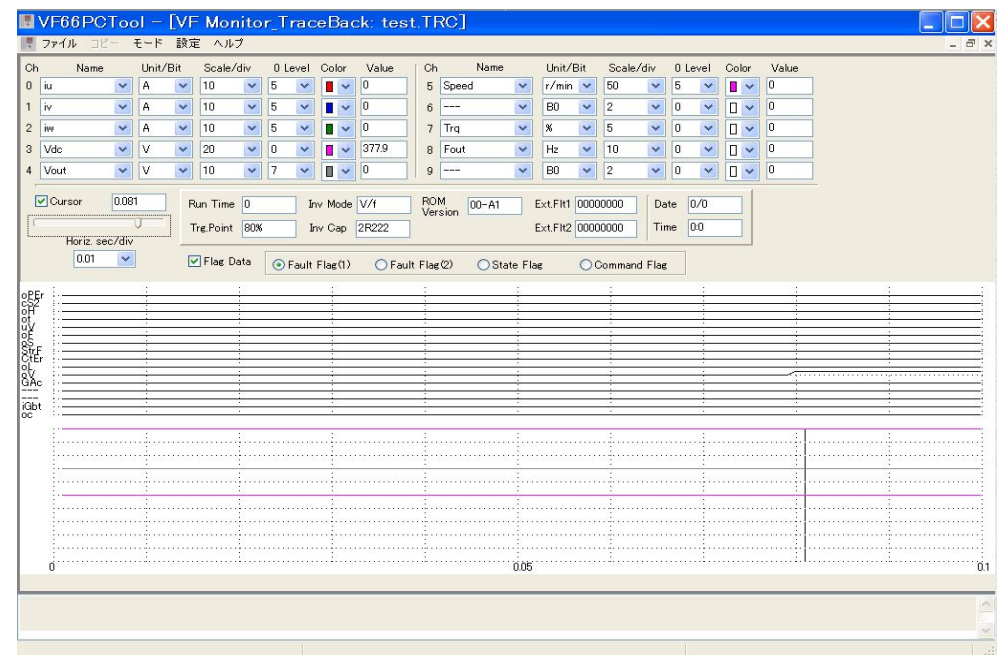 VF66PCTool - [VF Monitor_TraceBack: test.TRC]
ファイル コピー モード 設定 ヘルプ
Ch Name Unit/Bit Scale/div 0 Level Color Value Ch Name Unit/Bit Scale/div 0 Level Color Value
0 iu A 10 5 0 5 Speed r/min 50 5 0
1 iv A 10 5 0 6 --- B0 2 0 0
2 iw A 10 5 0 7 Trq % 5 0 0
3 Vdc V 20 0 377.9 8 Fout Hz 10 0 0
4 Vout V 10 7 0 9 --- B0 2 0 0
Cursor 0.081 Run Time 0 Inv Mode V/f ROM Version 00-A1 Ext.Flt1 00000000 Date 0/0
Trg.Point 80% Inv Cap 2R222 Ext.Flt2 00000000 Time 0:0
Horiz. sec/div
0.01 Flag Data Fault Flag(1) Fault Flag(2) State Flag Command Flag
oPEr
cS2
oH
ot
uV
oE
oS
StrF
CtEr
oL
oV
GAc
---
---
iGbt
oc
0 0.05 0.1